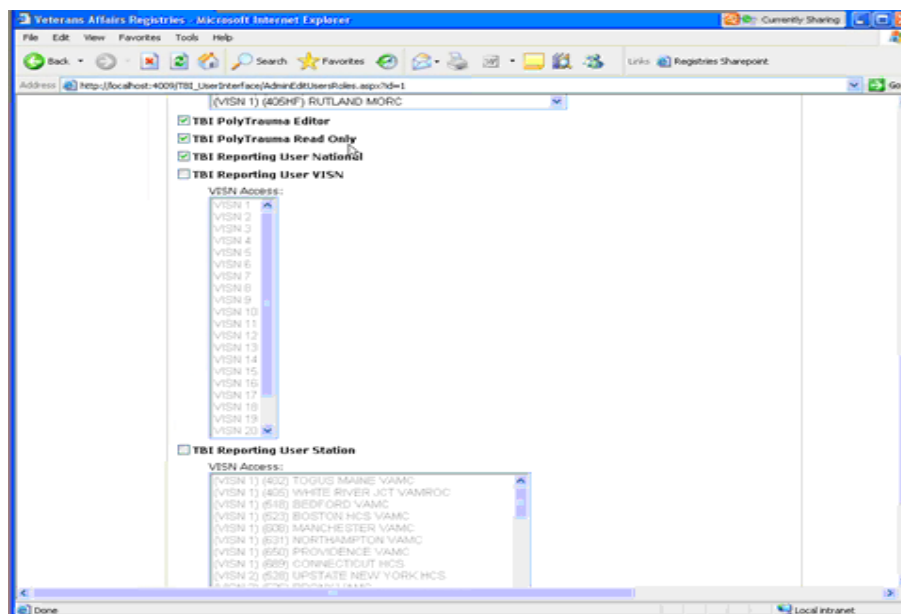 Veterans Affairs Registries - Microsoft Internet Explorer
Currently Sharing
File Edit View Favorites Tools Help
Back Search Favorites Links Registries Sharepoint
Address http://localhost:4009/TBI_UserInterface/AdminEditUsersRoles.aspx?id=1 Go
(VISN 1) (405HF) RUTLAND MORC
TBI PolyTrauma Editor
TBI PolyTrauma Read Only
TBI Reporting User National
TBI Reporting User VISN
VISN Access:
VISN 1
VISN 2
VISN 3
VISN 4
VISN 5
VISN 6
VISN 7
VISN 8
VISN 9
VISN 10
VISN 11
VISN 12
VISN 13
VISN 14
VISN 15
VISN 16
VISN 17
VISN 18
VISN 19
VISN 20
TBI Reporting User Station
VISN Access:
(VISN 1) (402) TOGUS MAINE VAMC
(VISN 1) (405) WHITE RIVER JCT VAMROC
(VISN 1) (518) BEDFORD VAMC
(VISN 1) (523) BOSTON HCS VAMC
(VISN 1) (608) MANCHESTER VAMC
(VISN 1) (631) NORTHAMPTON VAMC
(VISN 1) (650) PROVIDENCE VAMC
(VISN 1) (689) CONNECTICUT HCS
(VISN 2) (528) UPSTATE NEW YORK HCS
Done Local intranet